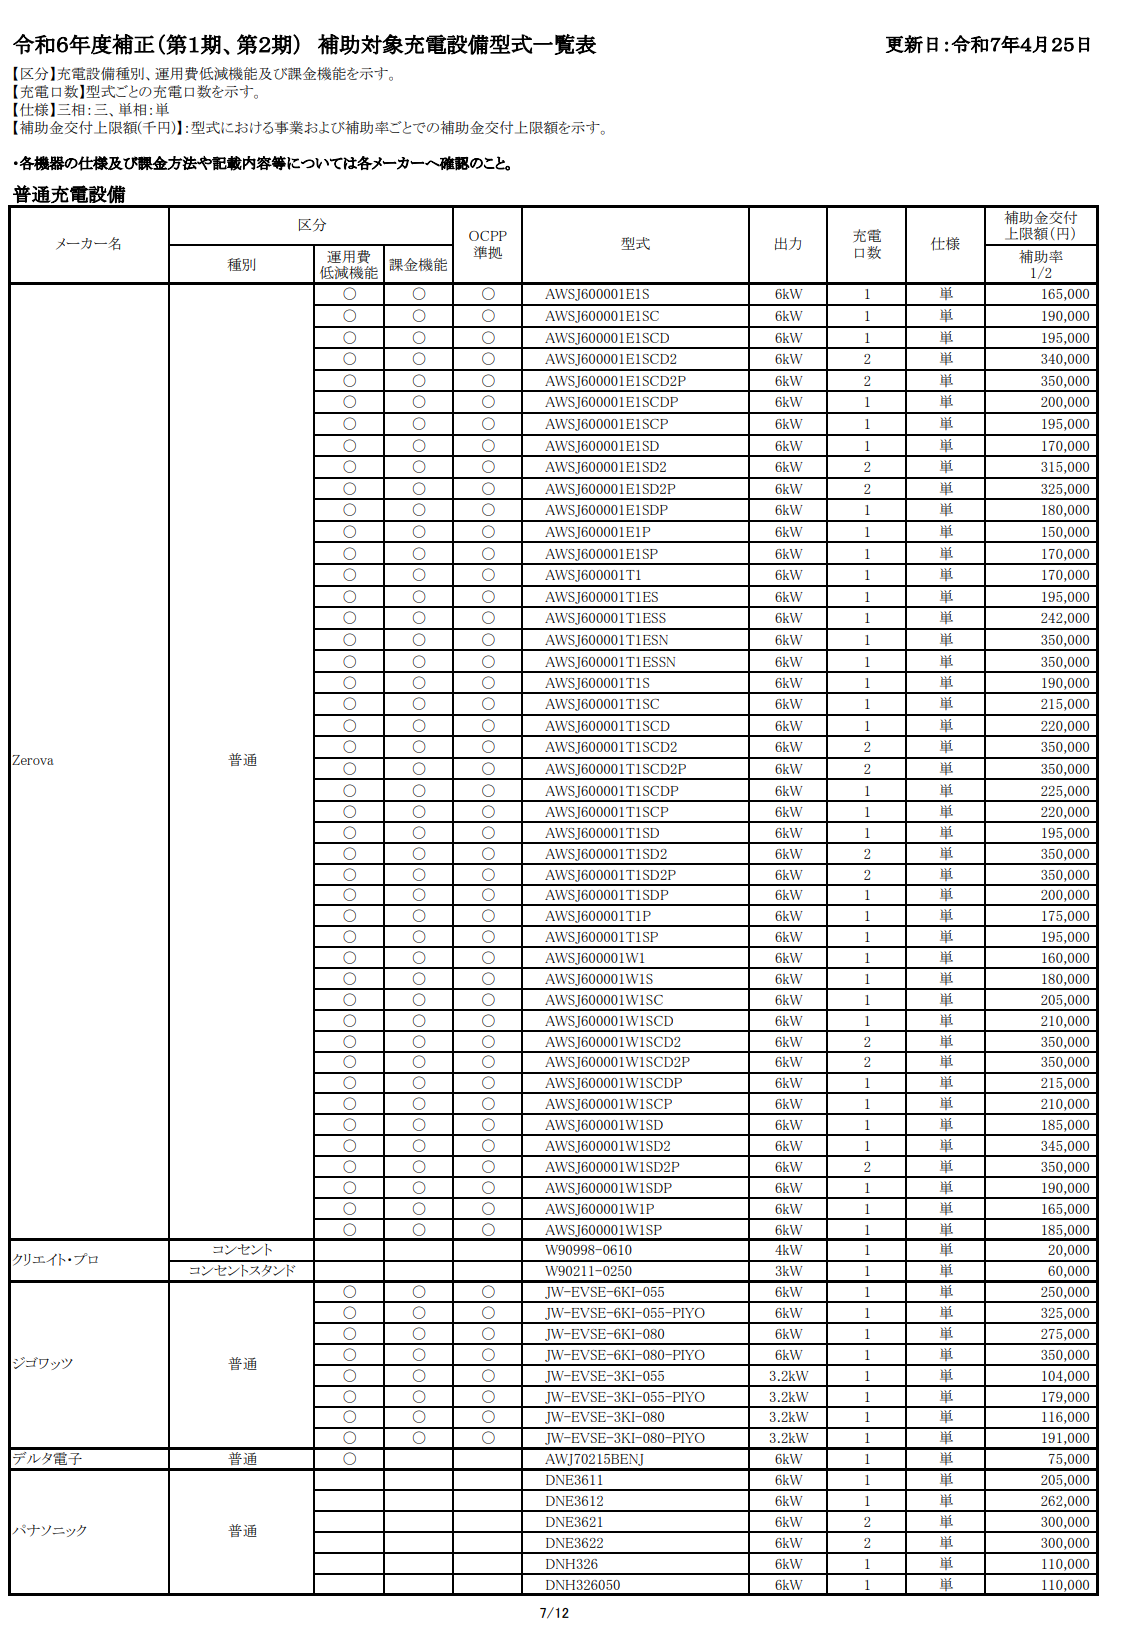 令和6年度補正(第1期、第2期) 補助対象充電設備型式一覧表 更新日:令和7年4月25日
【区分】充電設備種別、運用費低減機能及び課金機能を示す。
【充電口数】型式ごとの充電口数を示す。
【仕様】三相:三、単相:単
【補助金交付上限額(千円)】:型式における事業および補助率ごとでの補助金交付上限額を示す。
・各機器の仕様及び課金方法や記載内容等については各メーカーへ確認のこと。
普通充電設備
メーカー名 区分 OCPP準拠 型式 出力 充電口数 仕様 補助金交付上限額(円)
種別 運用費低減機能 課金機能 補助率 1/2
Zerova 普通
○ ○ ○ AWSJ600001E1S 6kW 1 単 165,000
○ ○ ○ AWSJ600001E1SC 6kW 1 単 190,000
○ ○ ○ AWSJ600001E1SCD 6kW 1 単 195,000
○ ○ ○ AWSJ600001E1SCD2 6kW 2 単 340,000
○ ○ ○ AWSJ600001E1SCD2P 6kW 2 単 350,000
○ ○ ○ AWSJ600001E1SCDP 6kW 1 単 200,000
○ ○ ○ AWSJ600001E1SCP 6kW 1 単 195,000
○ ○ ○ AWSJ600001E1SD 6kW 1 単 170,000
○ ○ ○ AWSJ600001E1SD2 6kW 2 単 315,000
○ ○ ○ AWSJ600001E1SD2P 6kW 2 単 325,000
○ ○ ○ AWSJ600001E1SDP 6kW 1 単 180,000
○ ○ ○ AWSJ600001E1P 6kW 1 単 150,000
○ ○ ○ AWSJ600001E1SP 6kW 1 単 170,000
○ ○ ○ AWSJ600001T1 6kW 1 単 170,000
○ ○ ○ AWSJ600001T1ES 6kW 1 単 195,000
○ ○ ○ AWSJ600001T1ESS 6kW 1 単 242,000
○ ○ ○ AWSJ600001T1ESN 6kW 1 単 350,000
○ ○ ○ AWSJ600001T1ESSN 6kW 1 単 350,000
○ ○ ○ AWSJ600001T1S 6kW 1 単 190,000
○ ○ ○ AWSJ600001T1SC 6kW 1 単 215,000
○ ○ ○ AWSJ600001T1SCD 6kW 1 単 220,000
○ ○ ○ AWSJ600001T1SCD2 6kW 2 単 350,000
○ ○ ○ AWSJ600001T1SCD2P 6kW 2 単 350,000
○ ○ ○ AWSJ600001T1SCDP 6kW 1 単 225,000
○ ○ ○ AWSJ600001T1SCP 6kW 1 単 220,000
○ ○ ○ AWSJ600001T1SD 6kW 1 単 195,000
○ ○ ○ AWSJ600001T1SD2 6kW 2 単 350,000
○ ○ ○ AWSJ600001T1SD2P 6kW 2 単 350,000
○ ○ ○ AWSJ600001T1SDP 6kW 1 単 200,000
○ ○ ○ AWSJ600001T1P 6kW 1 単 175,000
○ ○ ○ AWSJ600001T1SP 6kW 1 単 195,000
○ ○ ○ AWSJ600001W1 6kW 1 単 160,000
○ ○ ○ AWSJ600001W1S 6kW 1 単 180,000
○ ○ ○ AWSJ600001W1SC 6kW 1 単 205,000
○ ○ ○ AWSJ600001W1SCD 6kW 1 単 210,000
○ ○ ○ AWSJ600001W1SCD2 6kW 2 単 350,000
○ ○ ○ AWSJ600001W1SCD2P 6kW 2 単 350,000
○ ○ ○ AWSJ600001W1SCDP 6kW 1 単 215,000
○ ○ ○ AWSJ600001W1SCP 6kW 1 単 210,000
○ ○ ○ AWSJ600001W1SD 6kW 1 単 185,000
○ ○ ○ AWSJ600001W1SD2 6kW 1 単 345,000
○ ○ ○ AWSJ600001W1SD2P 6kW 2 単 350,000
○ ○ ○ AWSJ600001W1SDP 6kW 1 単 190,000
○ ○ ○ AWSJ600001W1P 6kW 1 単 165,000
○ ○ ○ AWSJ600001W1SP 6kW 1 単 185,000
クリエイト・プロ
コンセント W90998-0610 4kW 1 単 20,000
コンセントスタンド W90211-0250 3kW 1 単 60,000
ジゴワッツ 普通
○ ○ ○ JW-EVSE-6KI-055 6kW 1 単 250,000
○ ○ ○ JW-EVSE-6KI-055-PIYO 6kW 1 単 325,000
○ ○ ○ JW-EVSE-6KI-080 6kW 1 単 275,000
○ ○ ○ JW-EVSE-6KI-080-PIYO 6kW 1 単 350,000
○ ○ ○ JW-EVSE-3KI-055 3.2kW 1 単 104,000
○ ○ ○ JW-EVSE-3KI-055-PIYO 3.2kW 1 単 179,000
○ ○ ○ JW-EVSE-3KI-080 3.2kW 1 単 116,000
○ ○ ○ JW-EVSE-3KI-080-PIYO 3.2kW 1 単 191,000
デルタ電子 普通 ○ AWJ70215BENJ 6kW 1 単 75,000
パナソニック 普通
DNE3611 6kW 1 単 205,000
DNE3612 6kW 1 単 262,000
DNE3621 6kW 2 単 300,000
DNE3622 6kW 2 単 300,000
DNH326 6kW 1 単 110,000
DNH326050 6kW 1 単 110,000
7/12